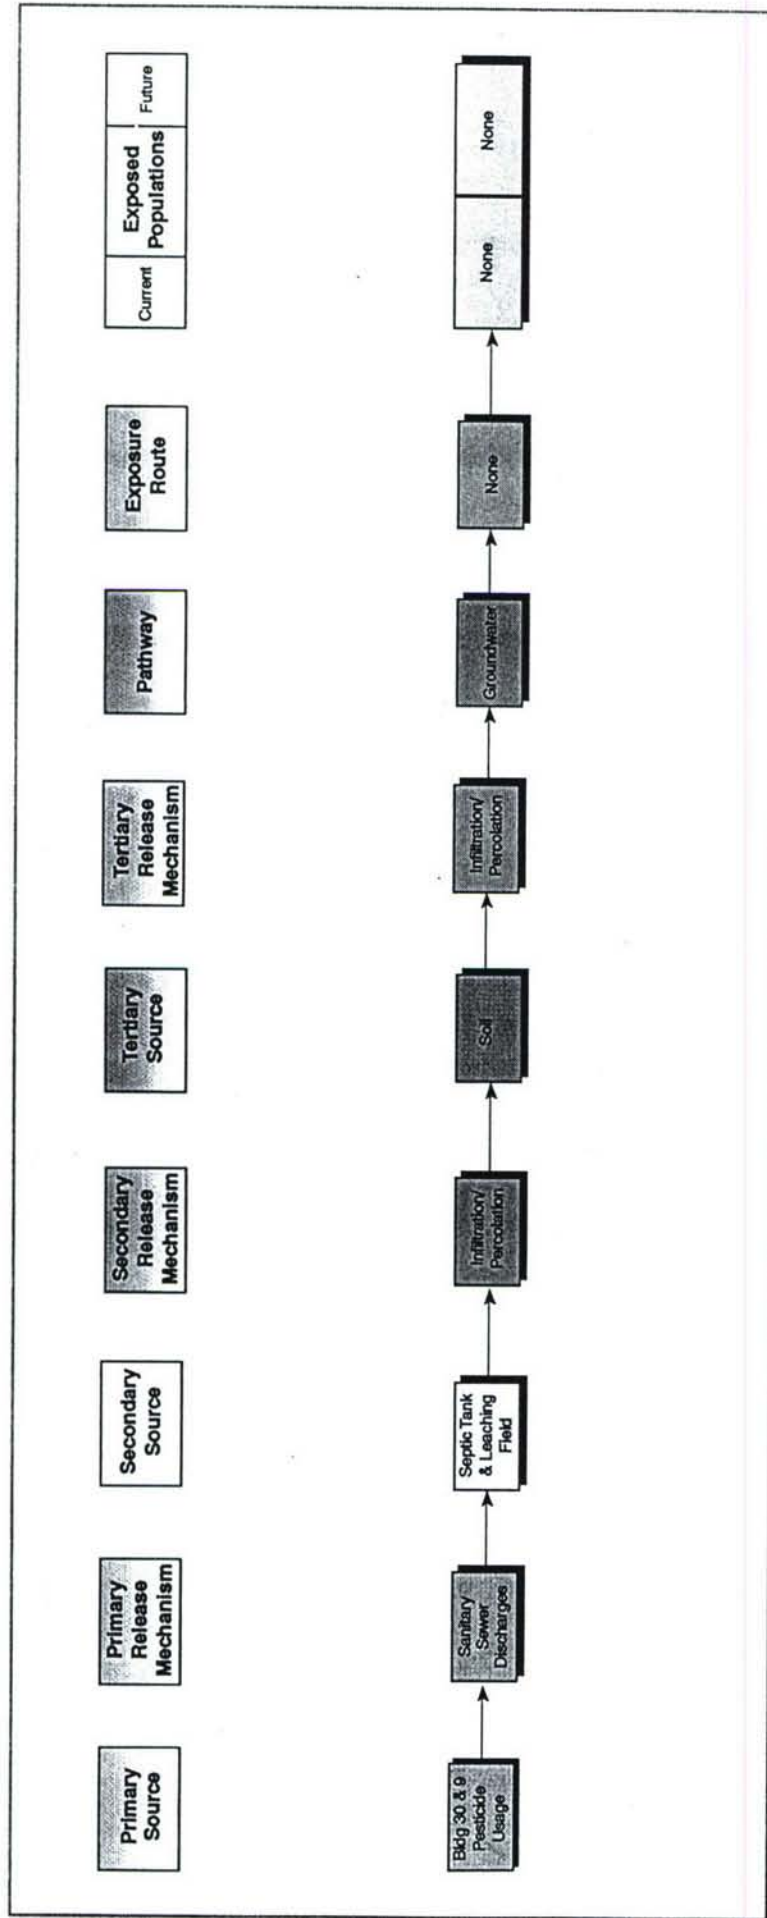 Primary
Source
Primary
Release
Mechanism
Secondary
Source
Secondary
Release
Mechanism
Tertiary
Source
Tertiary
Release
Mechanism
Pathway
Exposure
Route
Current
Exposed
Populations
Future
Bldg 30 & 9
Pesticide
Usage
Sanitary
Sewer
Discharges
Septic Tank
& Leaching
Field
Infiltration/
Percolation
Soil
Infiltration/
Percolation
Groundwater
None
None
None